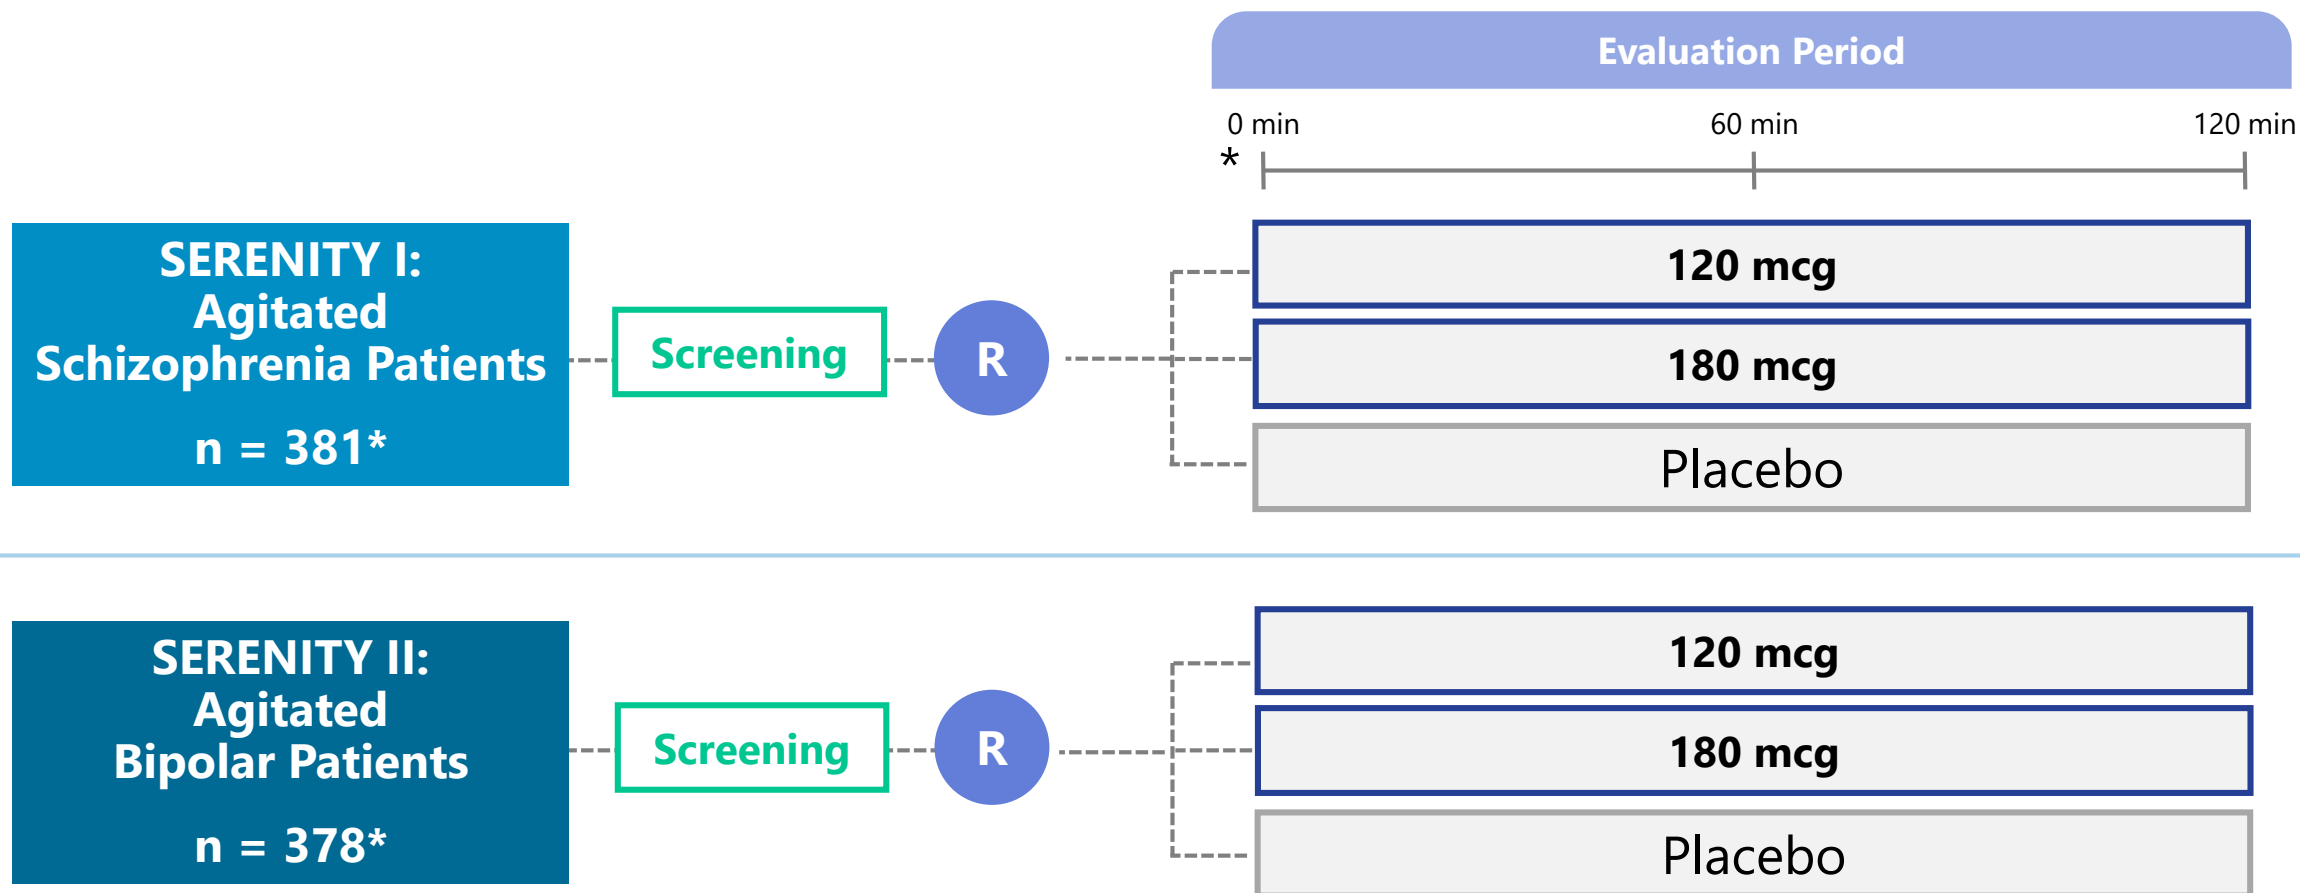 Evaluation Period
0 min 60 min 120 min
*
SERENITY I:
Agitated
Schizophrenia Patients
n = 381*
Screening
R
120 mcg
180 mcg
Placebo
SERENITY II:
Agitated
Bipolar Patients
n = 378*
Screening
R
120 mcg
180 mcg
Placebo